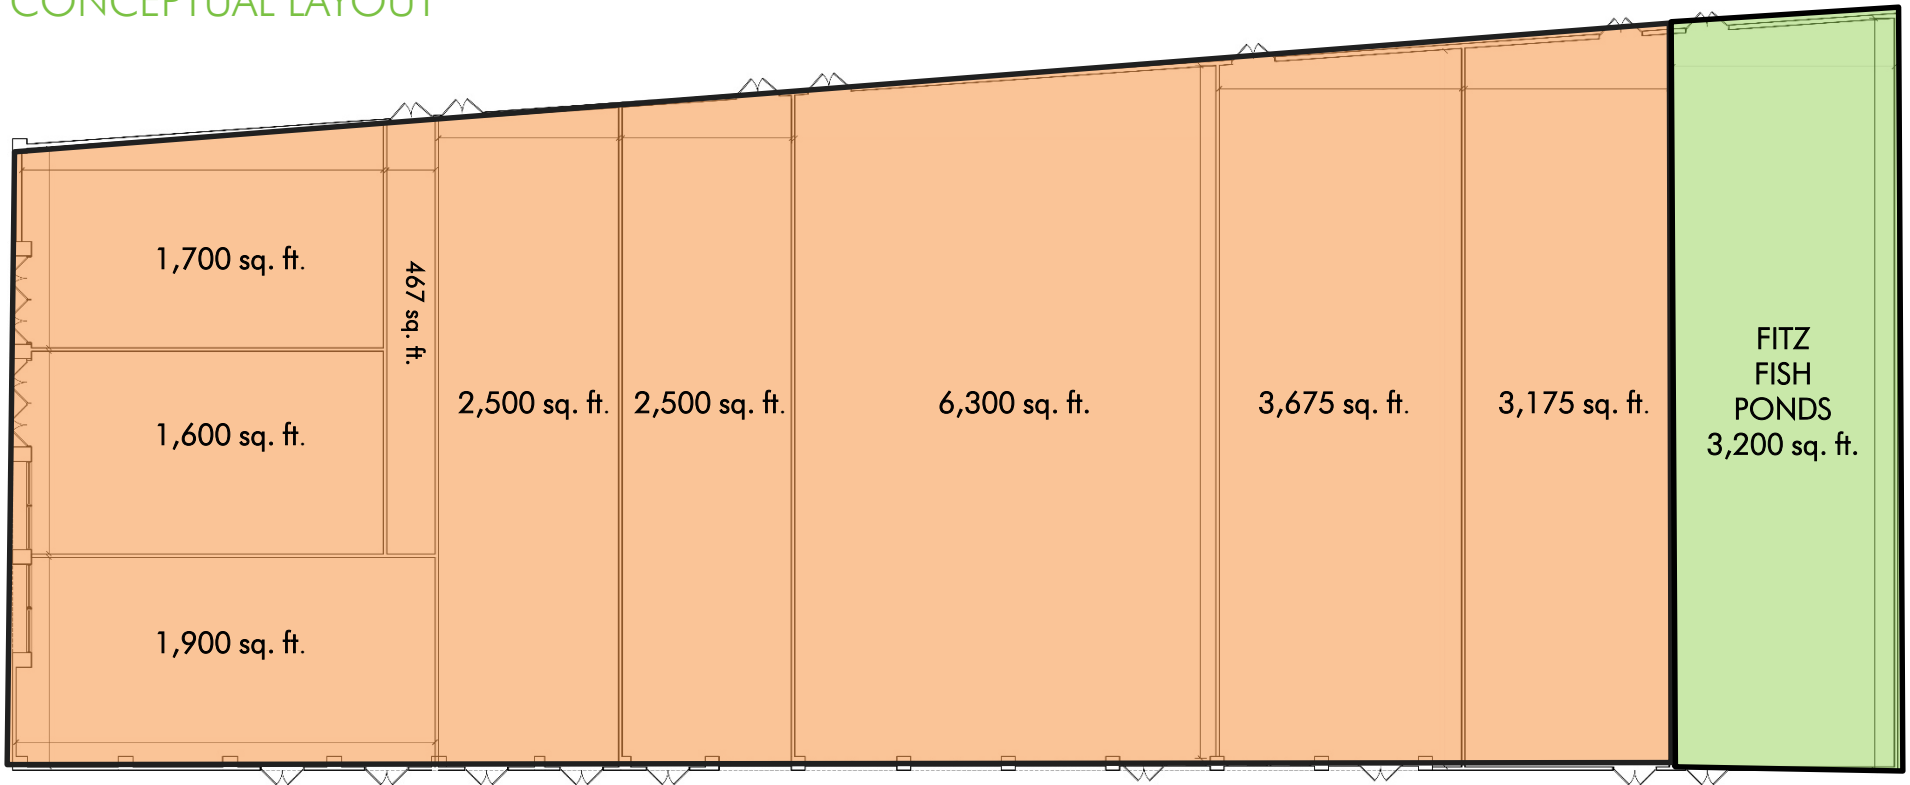 CONCEPTUAL LAYOUT
1,700 sq. ft.
467 sq. ft.
1,600 sq. ft.
1,900 sq. ft.
2,500 sq. ft.
2,500 sq. ft.
6,300 sq. ft.
3,675 sq. ft.
3,175 sq. ft.
FITZ
FISH
PONDS
3,200 sq. ft.